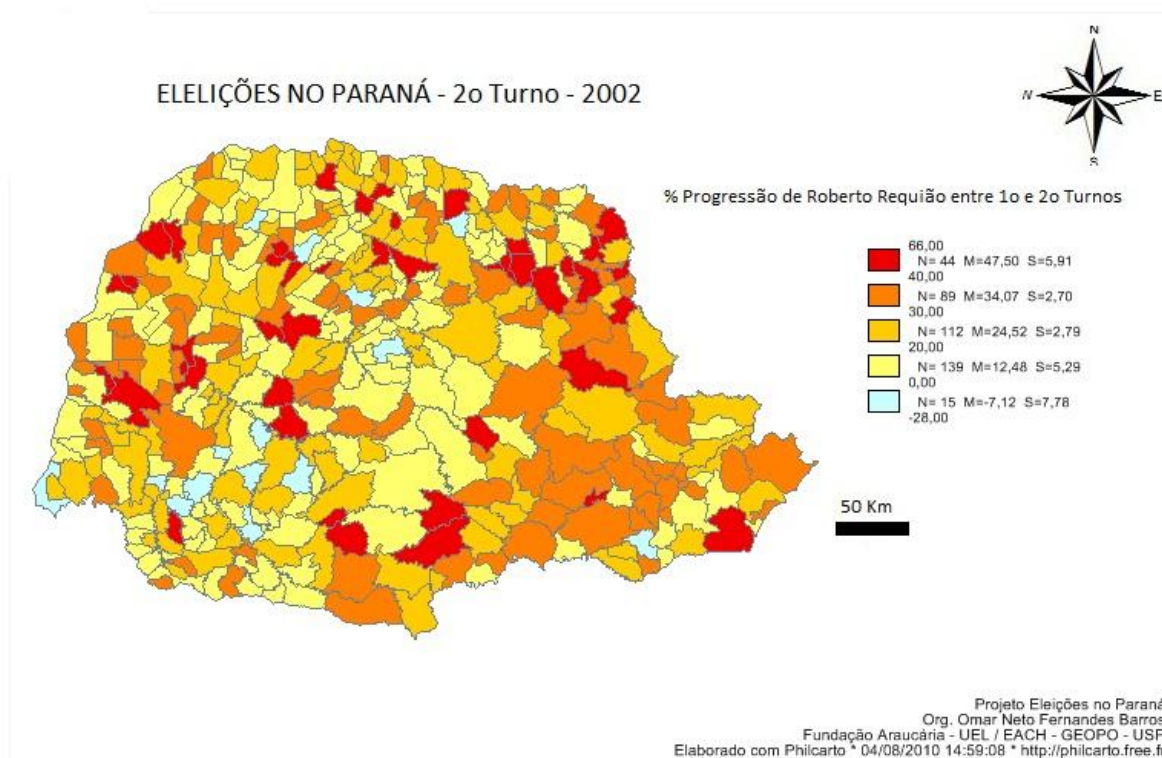 N
N
E
S
ELELIÇÕES NO PARANÁ - 2o Turno - 2002
% Progressão de Roberto Requião entre 1o e 2o Turnos
66,00
N= 44 M=47,50 S=5,91
40,00
N= 89 M=34,07 S=2,70
30,00
N= 112 M=24,52 S=2,79
20,00
N= 139 M=12,48 S=5,29
0,00
N= 15 M=-7,12 S=7,78
-28,00
50 Km
Projeto Eleições no Paraná
Org. Omar Neto Fernandes Barros
Fundação Araucária - UEL / EACH - GEOPO - USP
Elaborado com Philcarto * 04/08/2010 14:59:08 * http://philcarto.free.fr